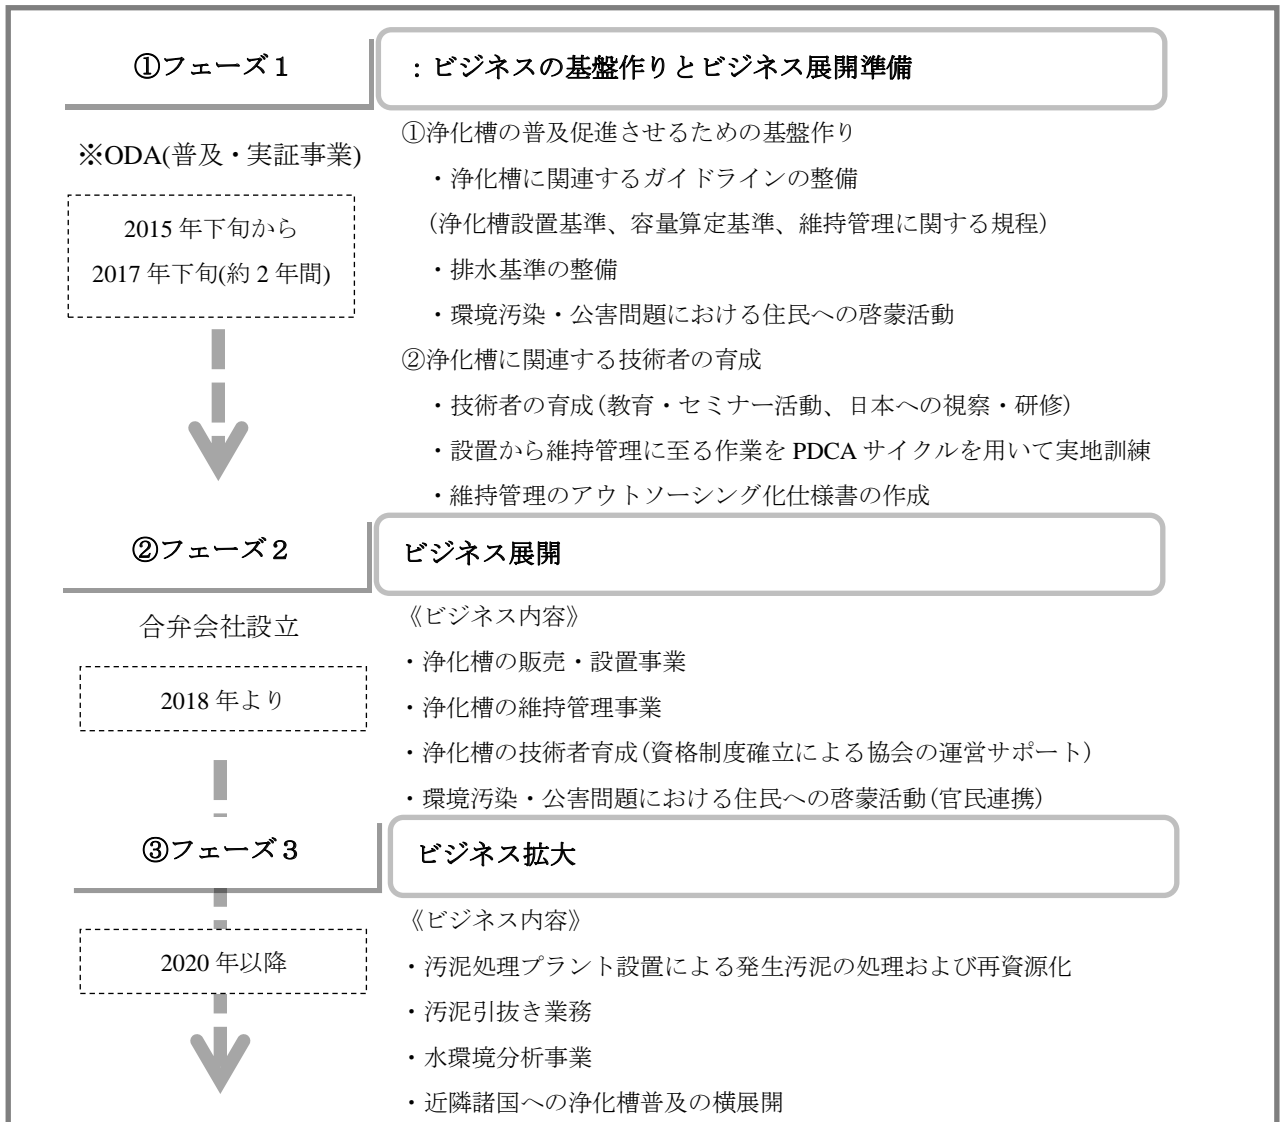 ①フェーズ１
：ビジネスの基盤作りとビジネス展開準備
※ODA(普及・実証事業)
2015 年下旬から
2017 年下旬(約 2 年間)
①浄化槽の普及促進させるための基盤作り
・浄化槽に関連するガイドラインの整備
(浄化槽設置基準、容量算定基準、維持管理に関する規程)
・排水基準の整備
・環境汚染・公害問題における住民への啓蒙活動
②浄化槽に関連する技術者の育成
・技術者の育成(教育・セミナー活動、日本への視察・研修)
・設置から維持管理に至る作業を PDCA サイクルを用いて実地訓練
・維持管理のアウトソーシング化仕様書の作成
②フェーズ２
ビジネス展開
合弁会社設立
2018 年より
《ビジネス内容》
・浄化槽の販売・設置事業
・浄化槽の維持管理事業
・浄化槽の技術者育成(資格制度確立による協会の運営サポート)
・環境汚染・公害問題における住民への啓蒙活動(官民連携)
③フェーズ３
ビジネス拡大
2020 年以降
《ビジネス内容》
・汚泥処理プラント設置による発生汚泥の処理および再資源化
・汚泥引抜き業務
・水環境分析事業
・近隣諸国への浄化槽普及の横展開